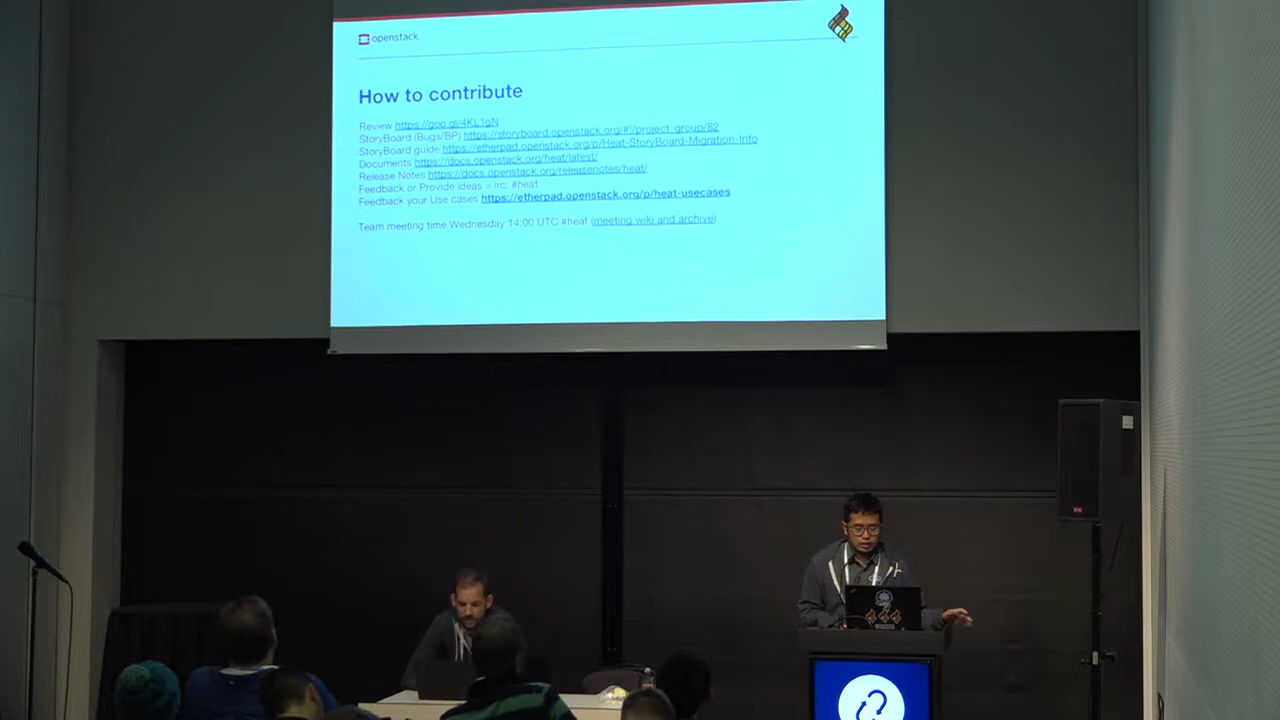 openstack.
How to contribute
Review https://goo.gl/4KL1gN
StoryBoard (Bugs/BP) https://storyboard.openstack.org/#!/project_group/82
StoryBoard guide https://etherpad.openstack.org/p/Heat-StoryBoard-Migration-Info
Documents https://docs.openstack.org/heat/latest/
Release Notes https://docs.openstack.org/releasenotes/heat/
Feedback or Provide ideas = irc: #heat
Feedback your Use cases https://etherpad.openstack.org/p/heat-usecases
Team meeting time Wednesday 14:00 UTC #heat (meeting wiki and archive)